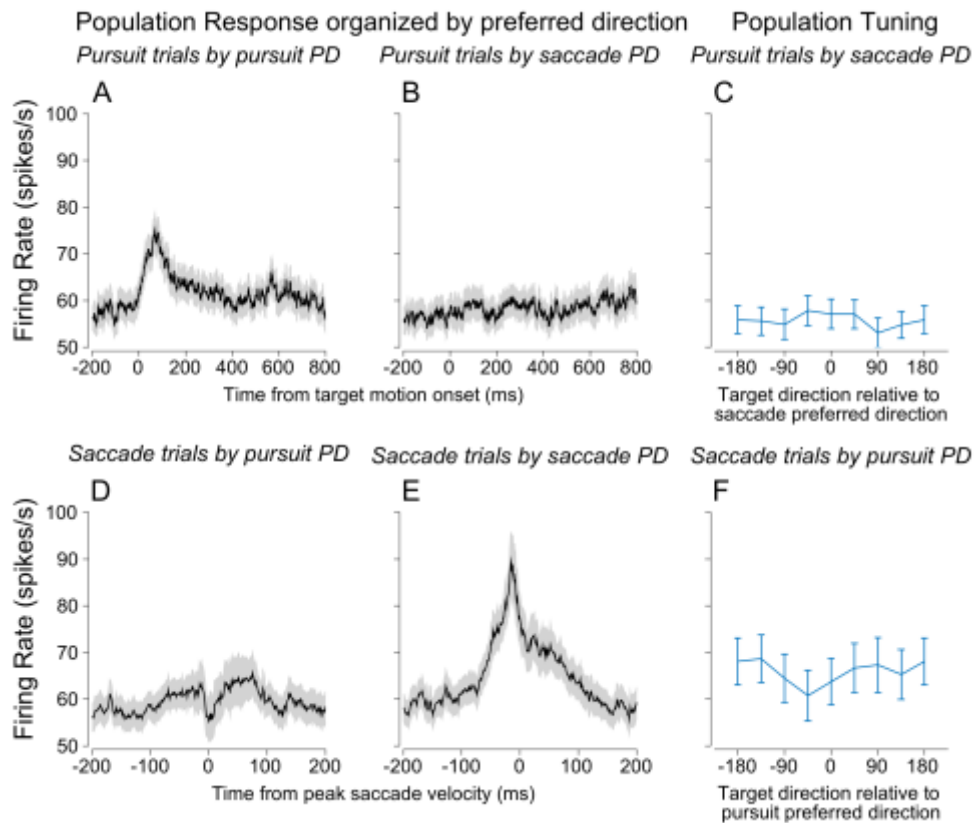 Population Response organized by preferred direction
Population Tuning
Pursuit trials by pursuit PD
Pursuit trials by saccade PD
Pursuit trials by saccade PD
A
B
C
Firing Rate (spikes/s)
100
90
80
70
60
50
-200 0 200 400 600 800
-200 0 200 400 600 800
-180 -90 0 90 180
Time from target motion onset (ms)
Target direction relative to
saccade preferred direction
Saccade trials by pursuit PD
Saccade trials by saccade PD
Saccade trials by pursuit PD
D
E
F
Firing Rate (spikes/s)
100
90
80
70
60
50
-200 -100 0 100 200
-200 -100 0 100 200
-180 -90 0 90 180
Time from peak saccade velocity (ms)
Target direction relative to
pursuit preferred direction